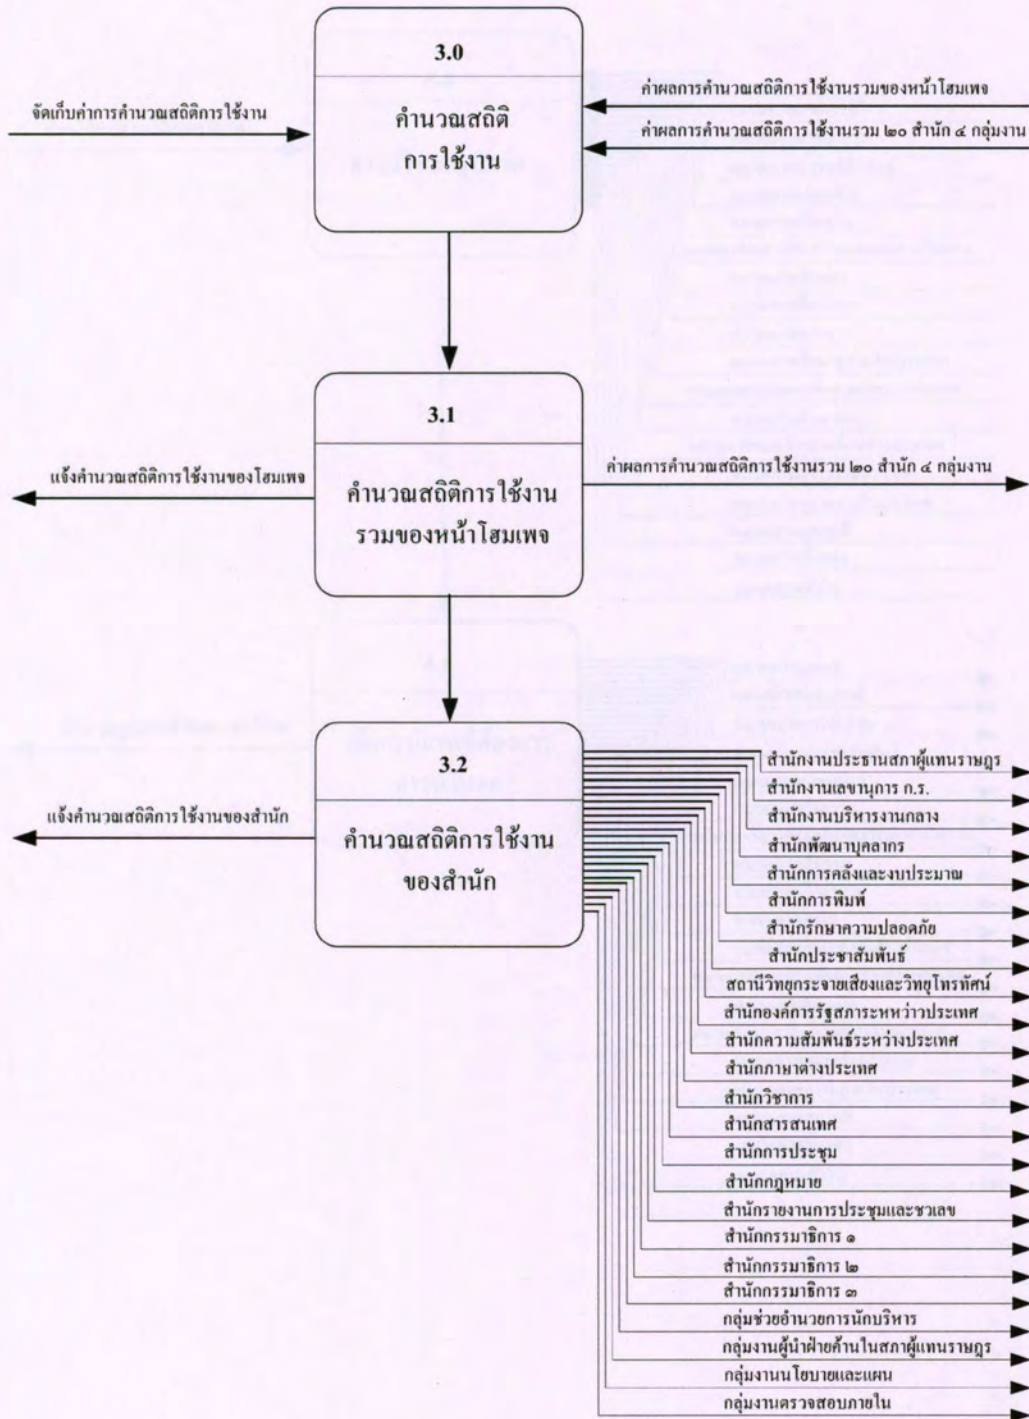 3.0
คำนวณสถิติ
การใช้งาน
จัดเก็บค่าการคำนวณสถิติการใช้งาน
ค่าผลการคำนวณสถิติการใช้งานรวมของหน้าโฮมเพจ
ค่าผลการคำนวณสถิติการใช้งานรวม ๒๐ สำนัก ๔ กลุ่มงาน
3.1
คำนวณสถิติการใช้งาน
รวมของหน้าโฮมเพจ
แจ้งคำนวณสถิติการใช้งานของโฮมเพจ
ค่าผลการคำนวณสถิติการใช้งานรวม ๒๐ สำนัก ๔ กลุ่มงาน
3.2
คำนวณสถิติการใช้งาน
ของสำนัก
แจ้งคำนวณสถิติการใช้งานของสำนัก
สำนักงานประธานสภาผู้แทนราษฎร
สำนักงานเลขานุการ ก.ร.
สำนักงานบริหารงานกลาง
สำนักพัฒนาบุคลากร
สำนักการคลังและงบประมาณ
สำนักการพิมพ์
สำนักรักษาความปลอดภัย
สำนักประชาสัมพันธ์
สถานีวิทยุกระจายเสียงและวิทยุโทรทัศน์
สำนักองค์การรัฐสภาระหหว่าวประเทศ
สำนักความสัมพันธ์ระหว่างประเทศ
สำนักภาษาต่างประเทศ
สำนักวิชาการ
สำนักสารสนเทศ
สำนักการประชุม
สำนักกฎหมาย
สำนักรายงานการประชุมและชวเลข
สำนักกรรมาธิการ ๑
สำนักกรรมาธิการ ๒
สำนักกรรมาธิการ ๓
กลุ่มช่วยอำนวยการนักบริหาร
กลุ่มงานผู้นำฝ่ายค้านในสภาผู้แทนราษฎร
กลุ่มงานนโยบายและแผน
กลุ่มงานตรวจสอบภายใน